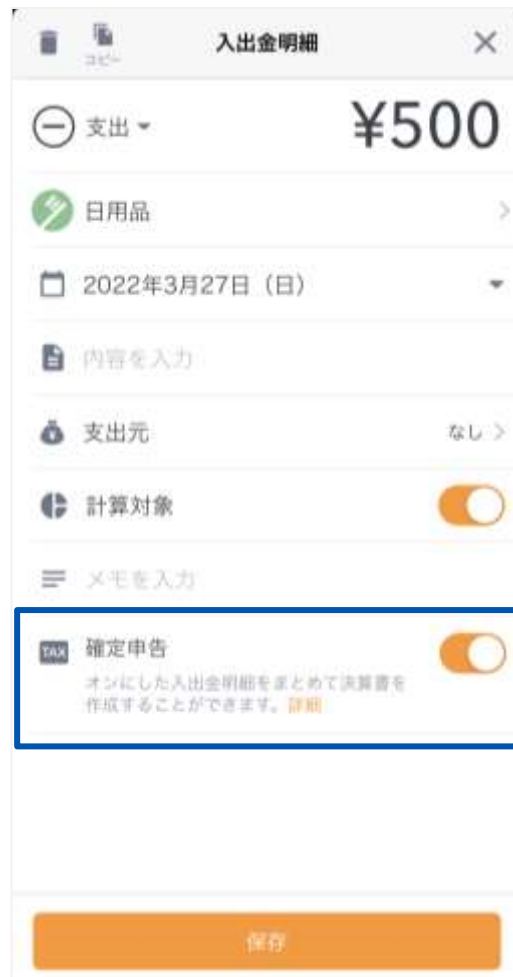 コピー
入出金明細
支出
¥500
日用品
2022年3月27日（日）
内容を入力
支出元
なし
計算対象
メモを入力
TAX
確定申告
オンにした入出金明細をまとめて決算書を
作成することができます。詳細
保存